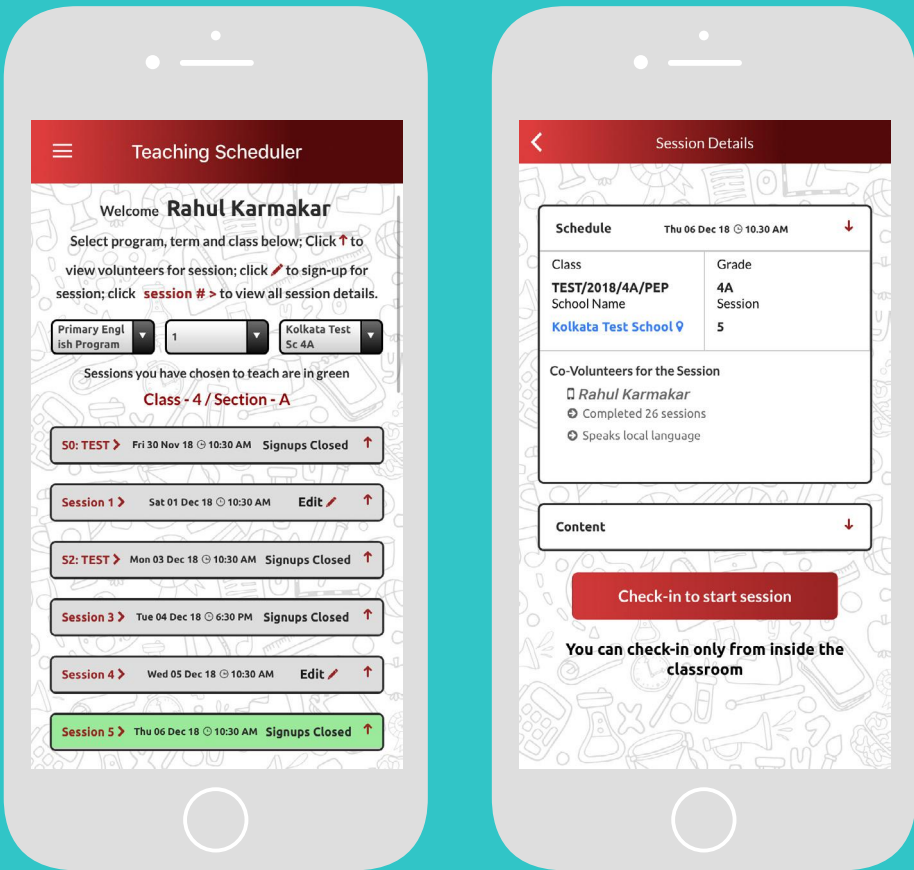 Teaching Scheduler
Welcome Rahul Karmakar
Select program, term and class below; Click ↑ to
view volunteers for session; click to sign-up for
session; click session # > to view all session details.
Primary Engl
ish Program
1
Kolkata Test
Sc 4A
Sessions you have chosen to teach are in green
Class - 4 / Section - A
S0: TEST > Fri 30 Nov 18 10:30 AM Signups Closed ↑
Session 1 > Sat 01 Dec 18 10:30 AM Edit ↑
S2: TEST > Mon 03 Dec 18 10:30 AM Signups Closed ↑
Session 3 > Tue 04 Dec 18 6:30 PM Signups Closed ↑
Session 4 > Wed 05 Dec 18 10:30 AM Edit ↑
Session 5 > Thu 06 Dec 18 10:30 AM Signups Closed ↑
Session Details
Schedule Thu 06 Dec 18 10.30 AM ↓
Class Grade
TEST/2018/4A/PEP 4A
School Name Session
Kolkata Test School 5
Co-Volunteers for the Session
Rahul Karmakar
Completed 26 sessions
Speaks local language
Content ↓
Check-in to start session
You can check-in only from inside the
classroom